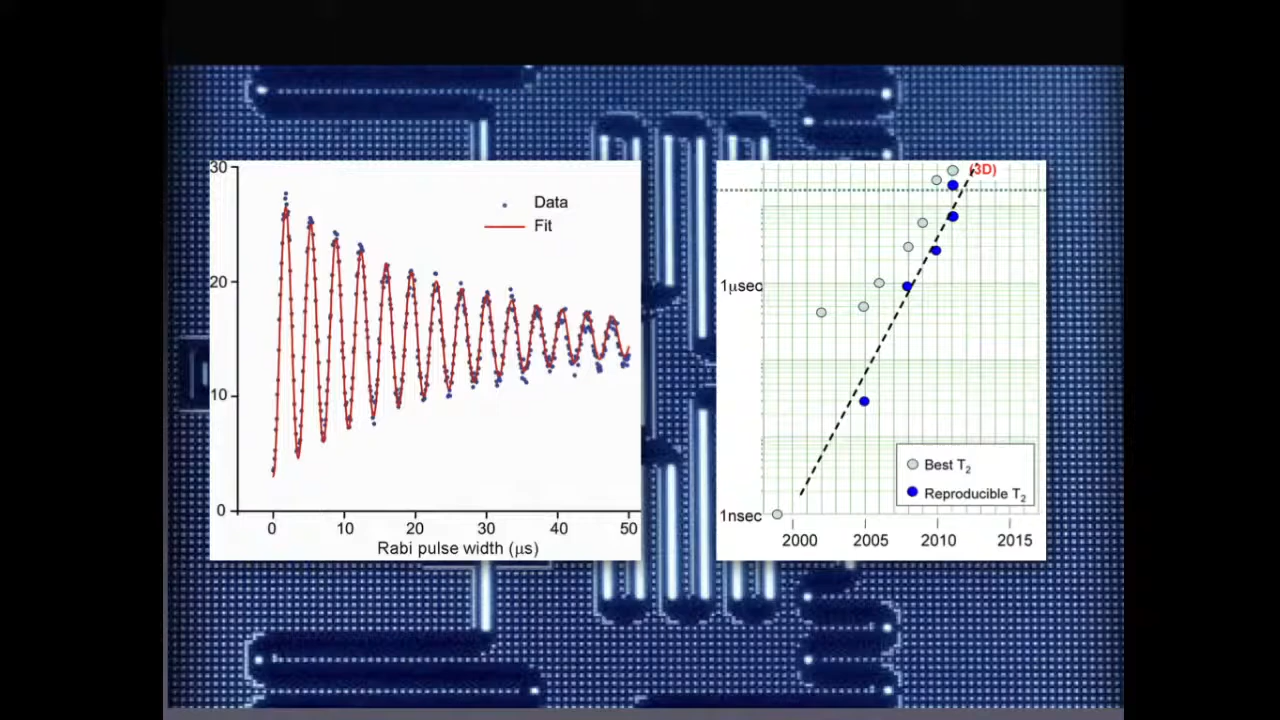 30
20
10
0
Data
Fit
0 10 20 30 40 50
Rabi pulse width (μs)
(3D)
1μsec
1nsec
Best T2
Reproducible T2
2000 2005 2010 2015